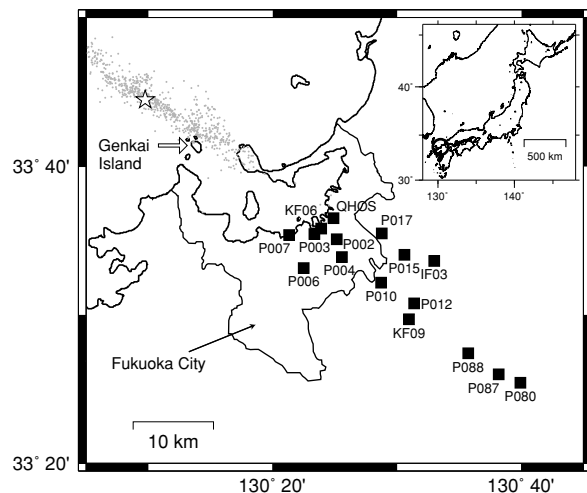 40˚
500 km
30˚
130˚
140˚
Genkai
Island
33˚ 40'
KF06
QHOS
P017
P007
P003
P002
P015
IF03
P006
P004
P010
P012
KF09
Fukuoka City
P088
P087
P080
10 km
33˚ 20'
130˚ 20'
130˚ 40'